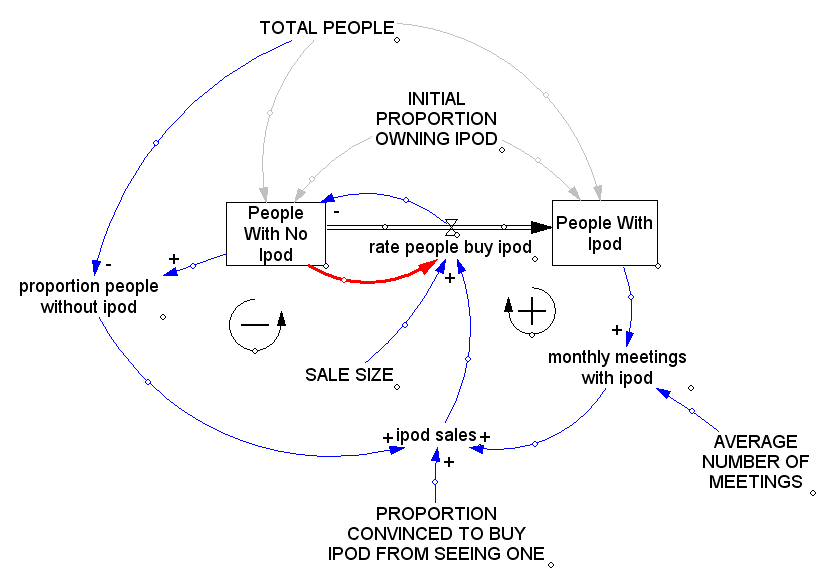 TOTAL PEOPLE
INITIAL
PROPORTION
OWNING IPOD
People
With No
Ipod
-
rate people buy ipod
People With
Ipod
+
-
proportion people
without ipod
+
+
monthly meetings
with ipod
SALE SIZE
+ipod sales+
+
AVERAGE
NUMBER OF
MEETINGS
PROPORTION
CONVINCED TO BUY
IPOD FROM SEEING ONE